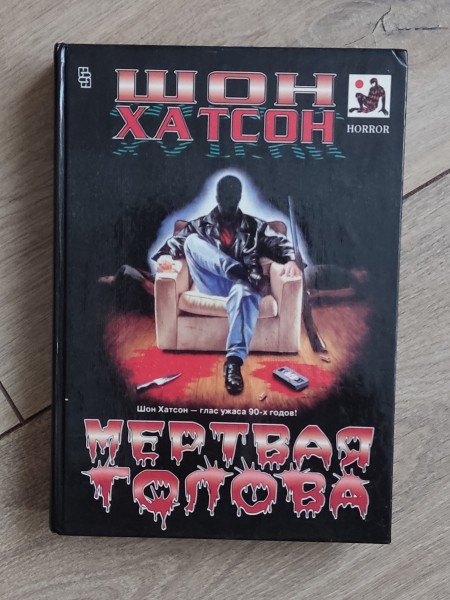 ШОН
ХАТСОН
HORROR
Шон Хатсон — глас ужаса 90-х годов!
МЕРТВАЯ
ГОЛОВА